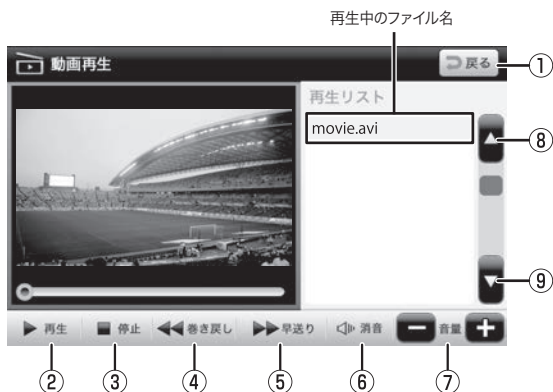 再生中のファイル名
動画再生
戻る
①
再生リスト
movie.avi
⑧
⑨
再生
停止
巻き戻し
早送り
消音
音量
②
③
④
⑤
⑥
⑦